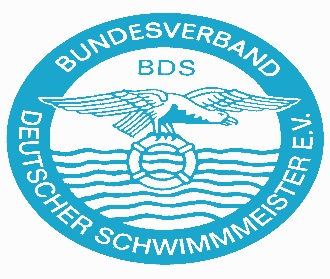 BUNDESVERBAND
BDS
DEUTSCHER SCHWIMMMEISTER E.V.